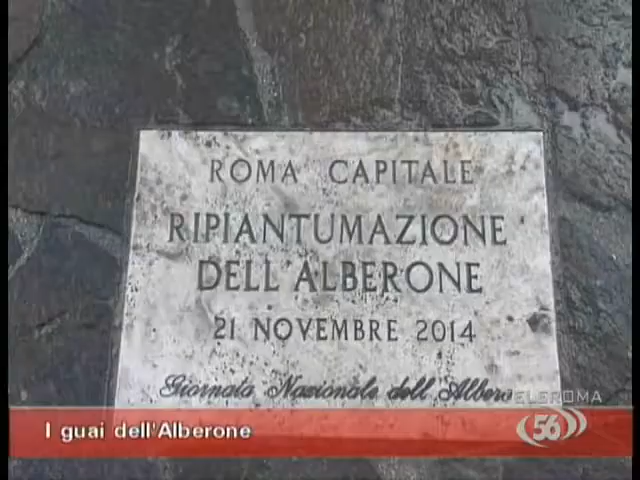 ROMA CAPITALE
RIPIANTUMAZIONE
DELL'ALBERONE
21 NOVEMBRE 2014
Giornata Nazionale dell'Albero
TELEROMA
56
I guai dell'Alberone